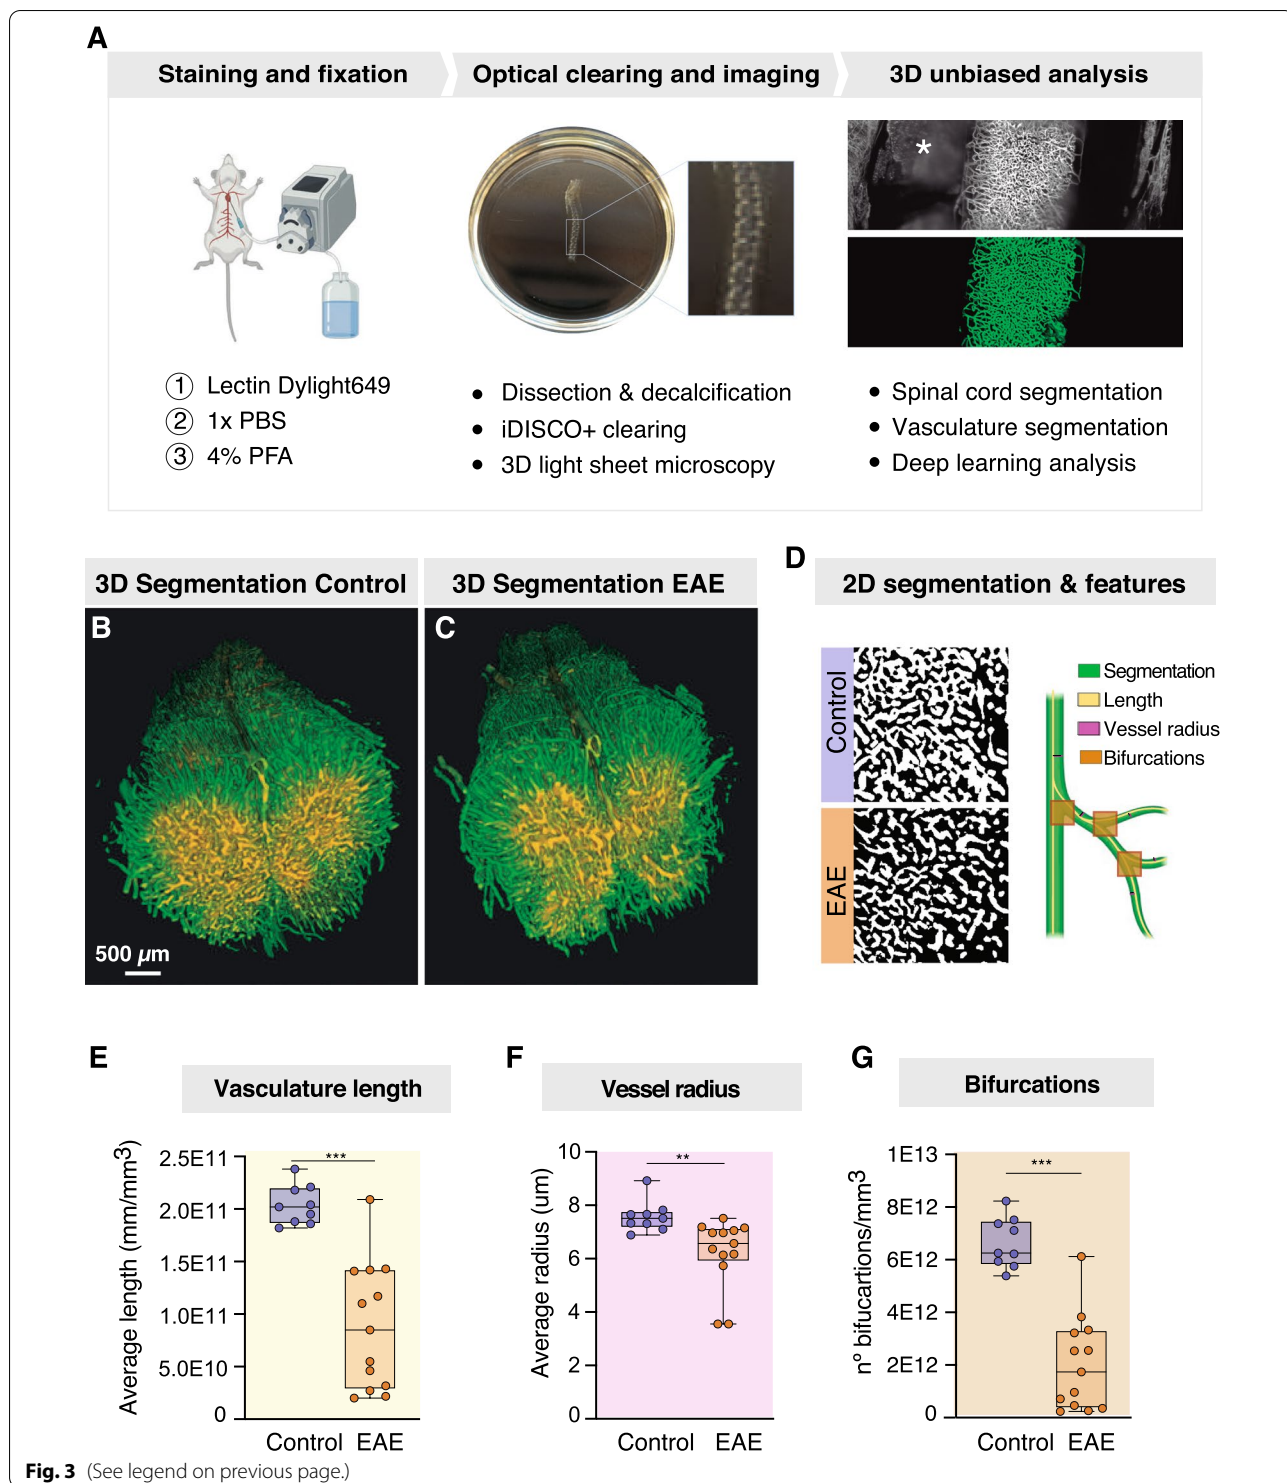 A
Staining and fixation
Optical clearing and imaging
3D unbiased analysis
*
1 Lectin Dylight649
2 1x PBS
3 4% PFA
• Dissection & decalcification
• iDISCO+ clearing
• 3D light sheet microscopy
• Spinal cord segmentation
• Vasculature segmentation
• Deep learning analysis
3D Segmentation Control
B
500 µm
3D Segmentation EAE
C
D
2D segmentation & features
Control
EAE
Segmentation
Length
Vessel radius
Bifurcations
E
Vasculature length
Average length (mm/mm3)
2.5E11
2.0E11
1.5E11
1.0E11
5.0E10
0
***
Control EAE
F
Vessel radius
Average radius (um)
10
8
6
4
2
0
**
Control EAE
G
Bifurcations
nº bifucartions/mm3
1E13
8E12
6E12
4E12
2E12
0
***
Control EAE
Fig. 3 (See legend on previous page.)